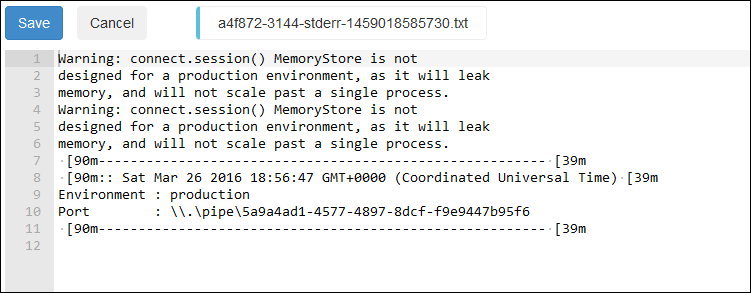 Save Cancel a4f872-3144-stderr-1459018585730.txt
1 Warning: connect.session() MemoryStore is not
2 designed for a production environment, as it will leak
3 memory, and will not scale past a single process.
4 Warning: connect.session() MemoryStore is not
5 designed for a production environment, as it will leak
6 memory, and will not scale past a single process.
7 ·[90m-------------------------------------------------------·[39m
8 ·[90m:: Sat Mar 26 2016 18:56:47 GMT+0000 (Coordinated Universal Time)·[39m
9 Environment : production
10 Port        : \\.\pipe\5a9a4ad1-4577-4897-8dcf-f9e9447b95f6
11 ·[90m-------------------------------------------------------·[39m
12